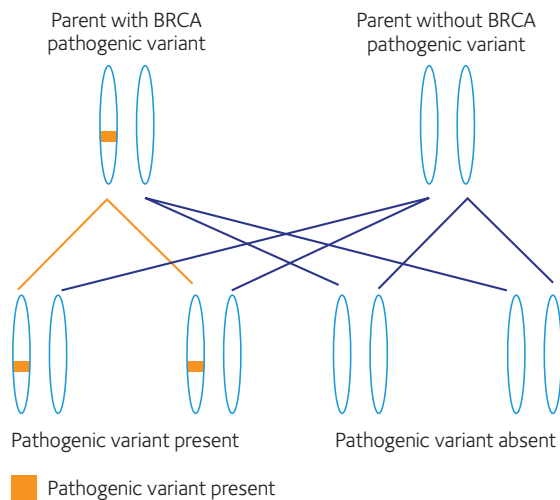 Parent with BRCA
pathogenic variant
Parent without BRCA
pathogenic variant
Pathogenic variant present
Pathogenic variant absent
Pathogenic variant present